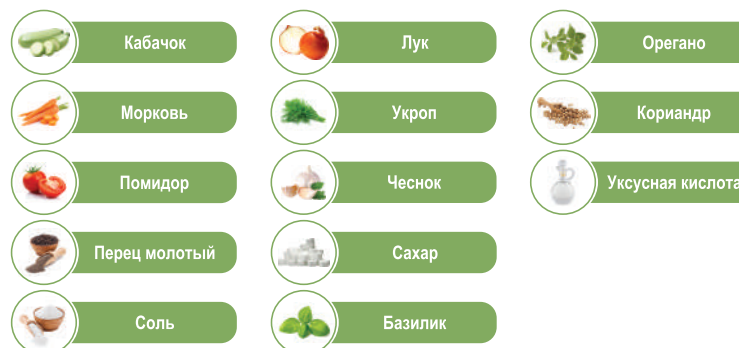 Кабачок
Лук
Орегано
Морковь
Укроп
Кориандр
Помидор
Чеснок
Уксусная кислота
Перец молотый
Сахар
Соль
Базилик